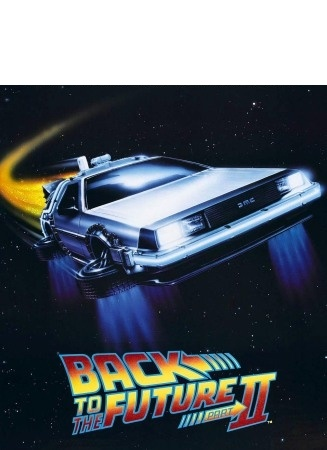 DMC
BACK
TO THE FUTURE
PART II